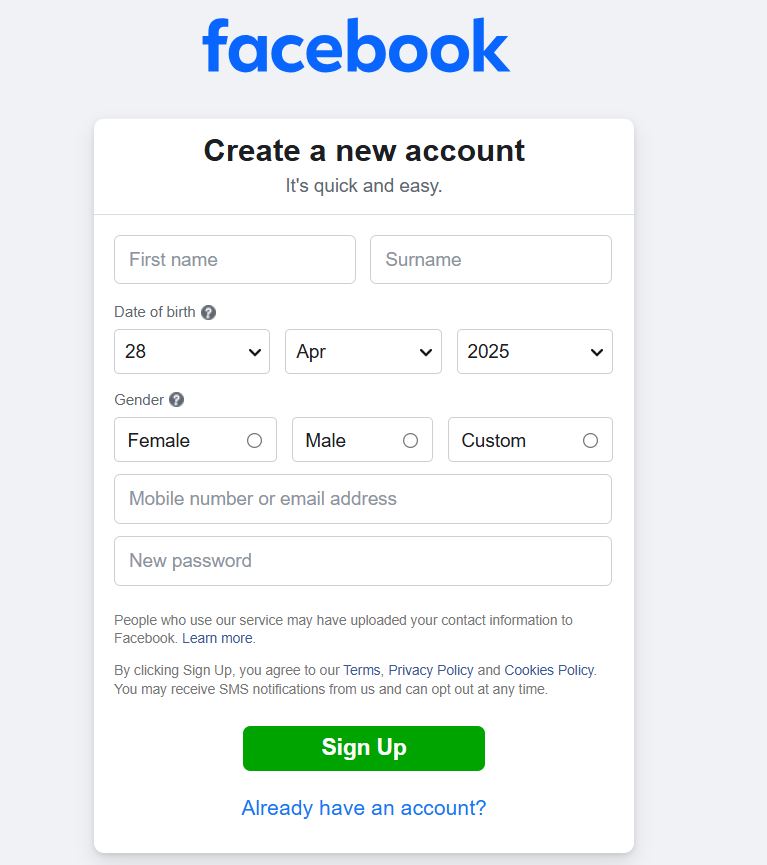 facebook
Create a new account
It's quick and easy.
First name Surname
Date of birth ?
28 Apr 2025
Gender ?
Female Male Custom
Mobile number or email address
New password
People who use our service may have uploaded your contact information to
Facebook. Learn more.
By clicking Sign Up, you agree to our Terms, Privacy Policy and Cookies Policy.
You may receive SMS notifications from us and can opt out at any time.
Sign Up
Already have an account?